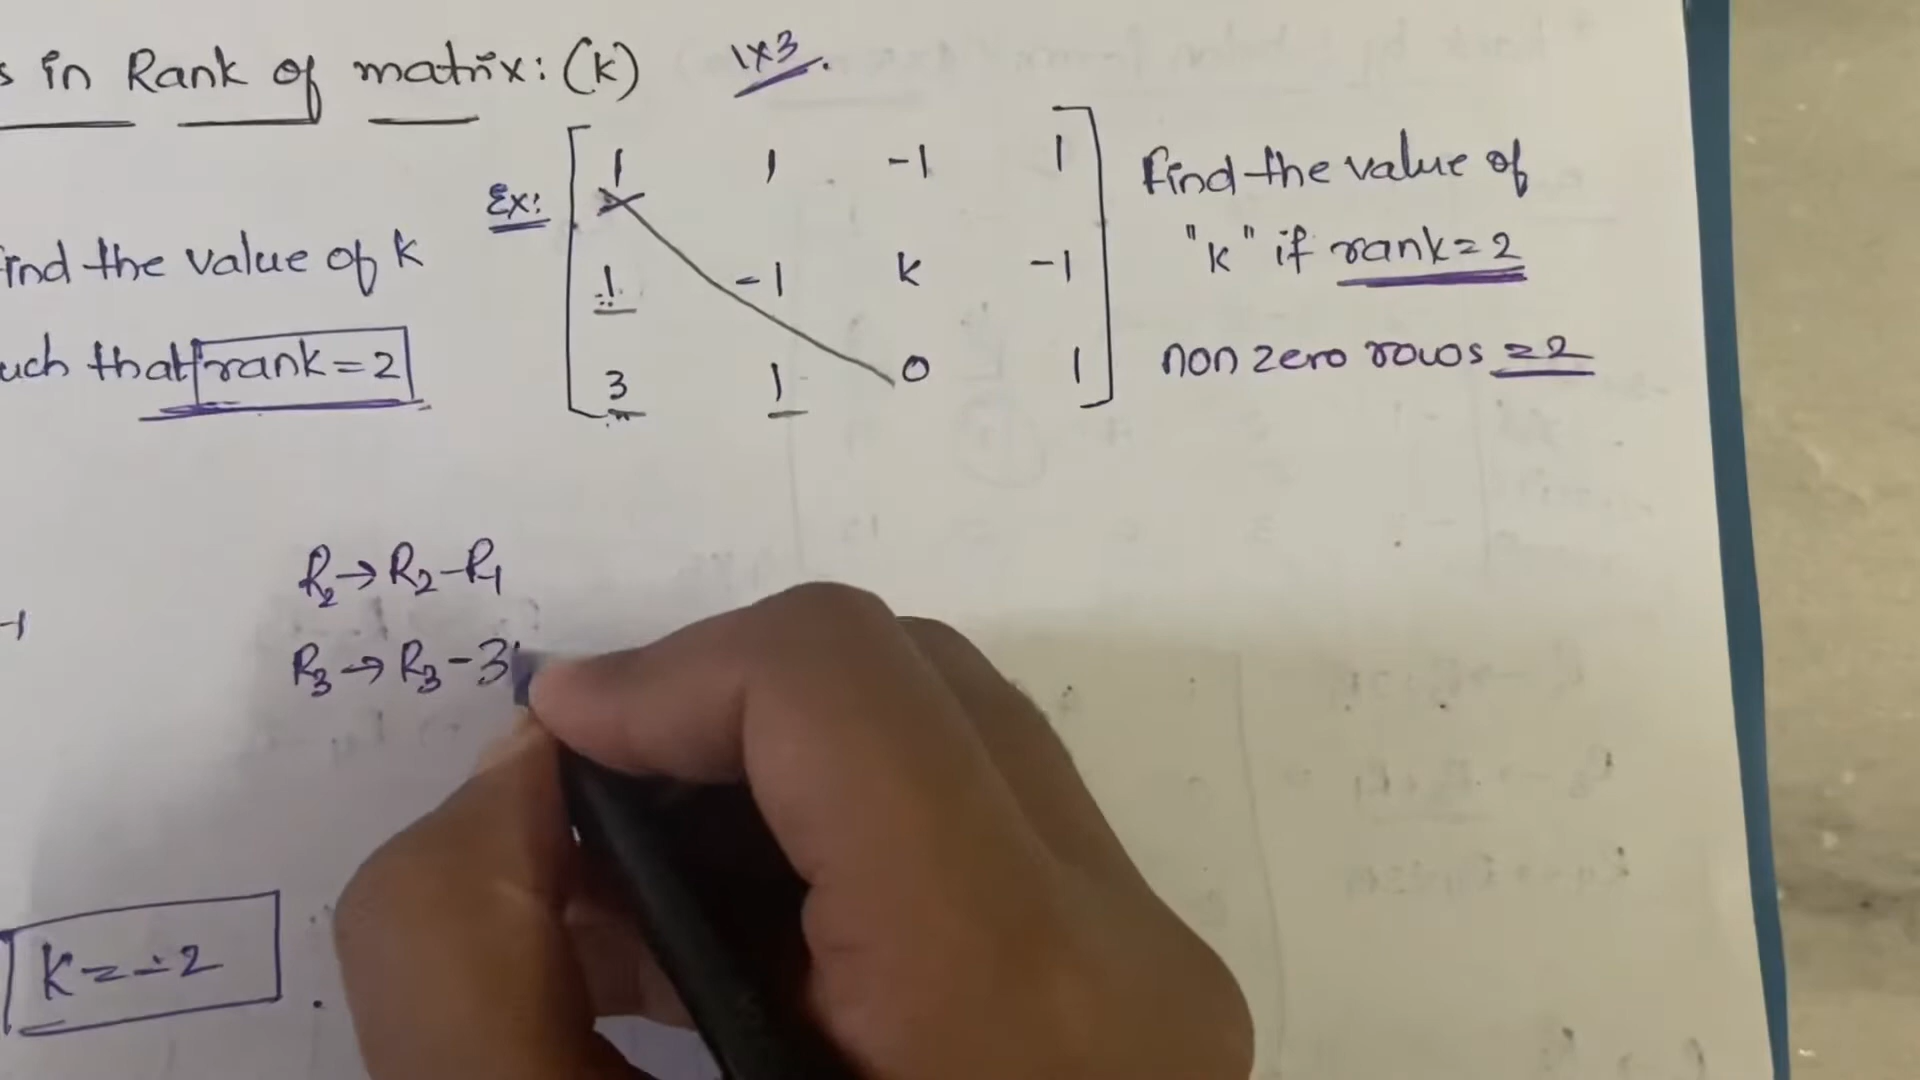 in Rank of matrix: (k) 1x3.
Ex: 1 1 -1 1
1 -1 k -1
3 1 0 1
Find the value of
"k" if rank = 2
non zero rows = 2
the value of k
that rank = 2
R2 → R2 - R1
R3 → R3 - 3
-1
K = -2